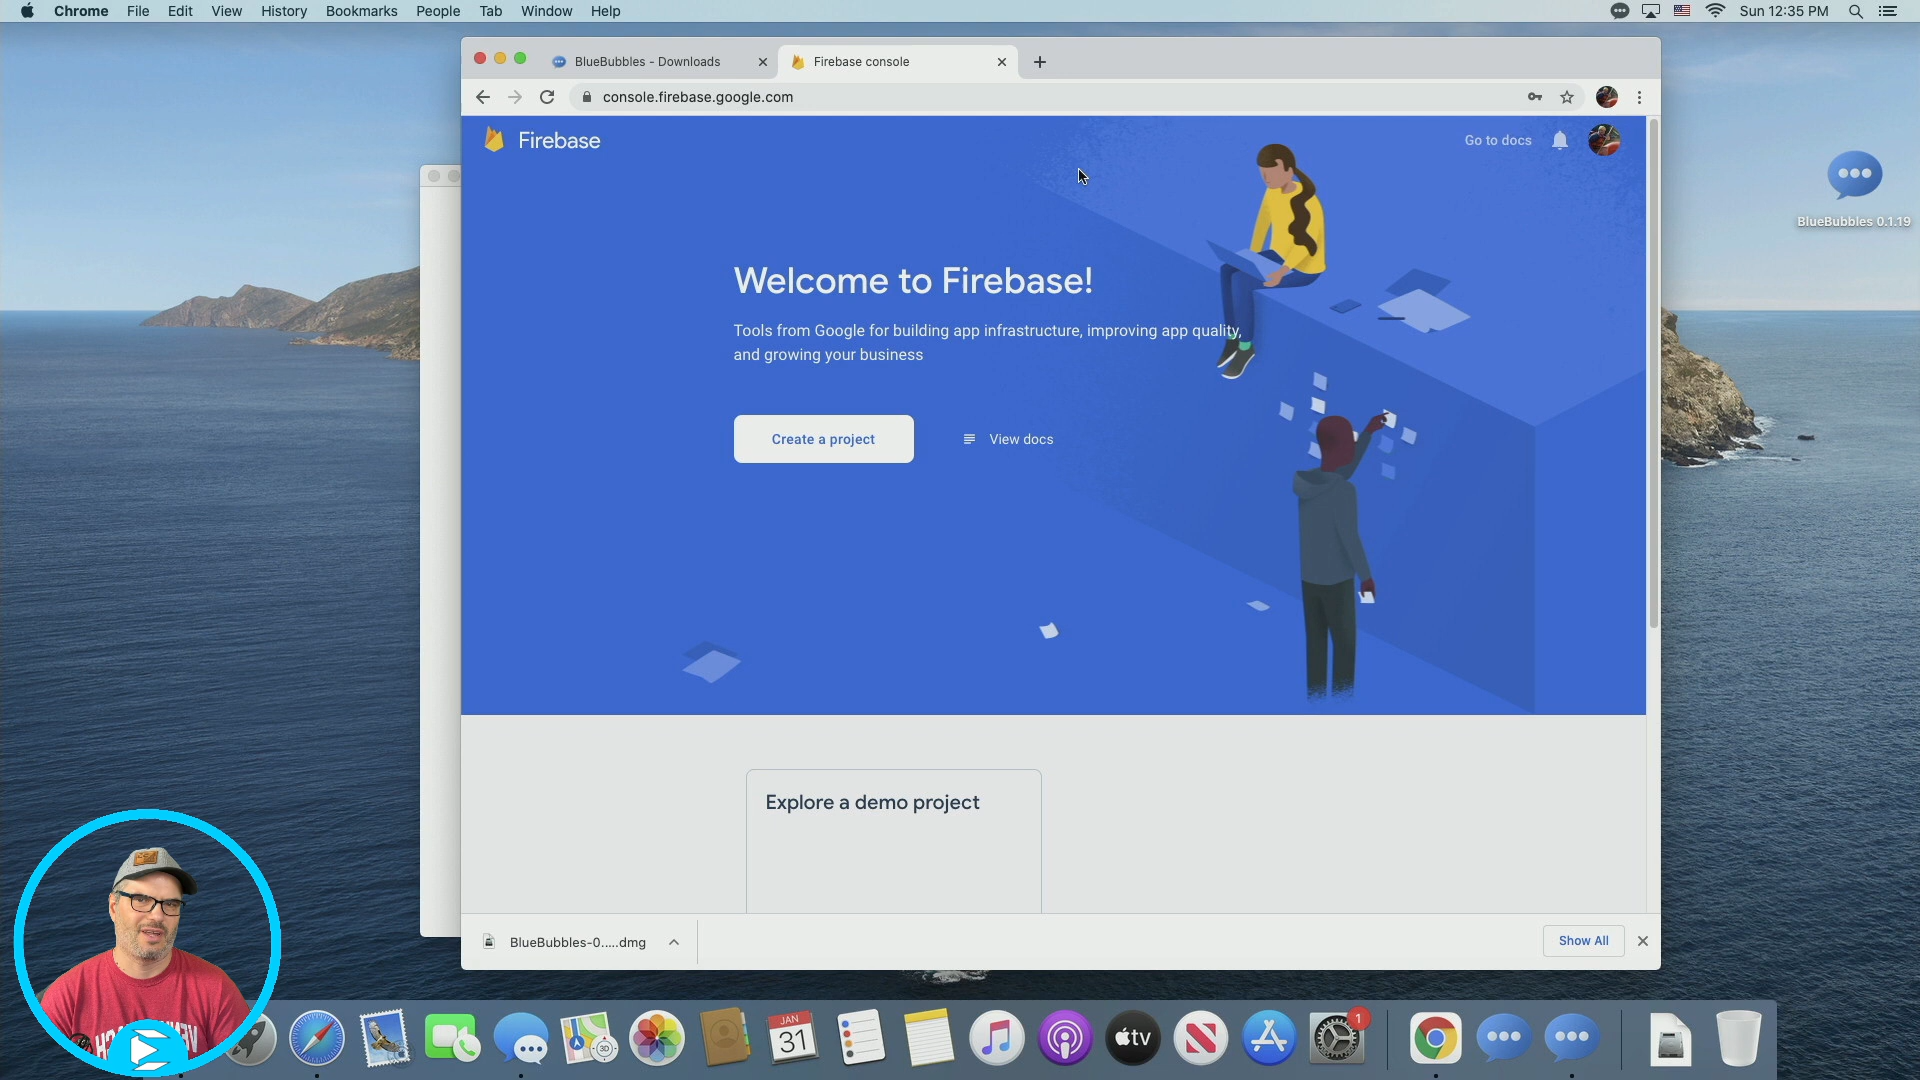 Chrome File Edit View History Bookmarks People Tab Window Help
Sun 12:35 PM
BlueBubbles - Downloads
Firebase console
console.firebase.google.com
Firebase
Go to docs
BlueBubbles 0.1.19
Welcome to Firebase!
Tools from Google for building app infrastructure, improving app quality,
and growing your business
Create a project
View docs
Explore a demo project
BlueBubbles-0.....dmg
Show All
3D
JAN
31
tv
1